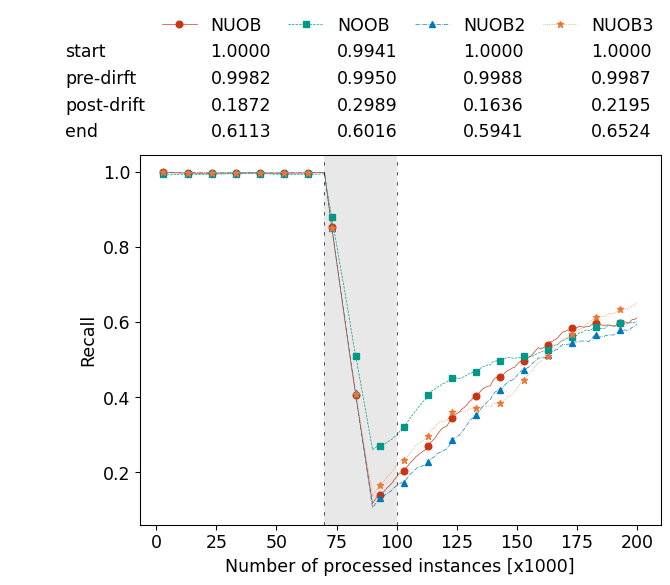 NUOB NOOB NUOB2 NUOB3
start 1.0000 0.9941 1.0000 1.0000
pre-dirft 0.9982 0.9950 0.9988 0.9987
post-drift 0.1872 0.2989 0.1636 0.2195
end 0.6113 0.6016 0.5941 0.6524
1.0
0.8
0.6
0.4
0.2
Recall
0 25 50 75 100 125 150 175 200
Number of processed instances [x1000]